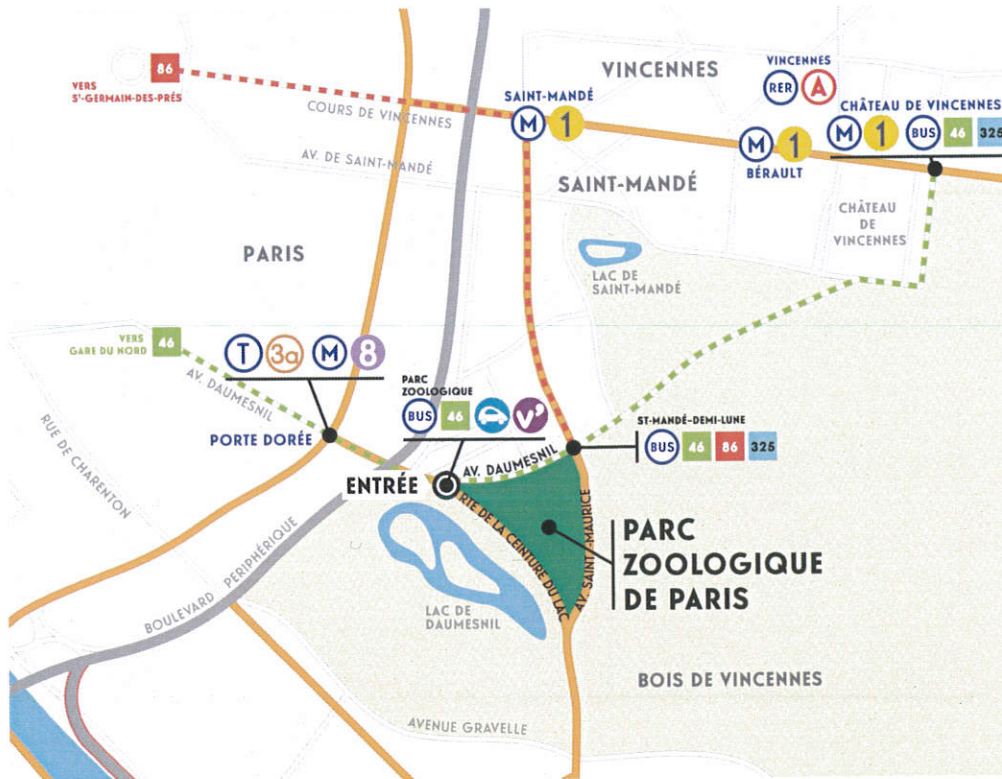 86
VERS
ST-GERMAIN-DES-PRÉS
COURS DE VINCENNES
AV. DE SAINT-MANDÉ
VINCENNES
SAINT-MANDÉ
M 1
VINCENNES
RER A
CHÂTEAU DE VINCENNES
M 1 BUS 46 325
M 1
BÉRAULT
SAINT-MANDÉ
CHÂTEAU
DE
VINCENNES
PARIS
LAC DE
SAINT-MANDÉ
VERS
GARE DU NORD
46
T 3a M 8
AV. DAUMESNIL
PARC
ZOOLOGIQUE
BUS 46 V'
PORTE DORÉE
RUE DE CHARENTON
ST-MANDÉ-DEMI-LUNE
BUS 46 86 325
AV. DAUMESNIL
ENTRÉE
RTE DE LA CEINTURE DU LAC
AV. SAINT-MAURICE
PARC
ZOOLOGIQUE
DE PARIS
BOULEVARD PERIPHÉRIQUE
LAC DE
DAUMESNIL
BOIS DE VINCENNES
AVENUE GRAVELLE